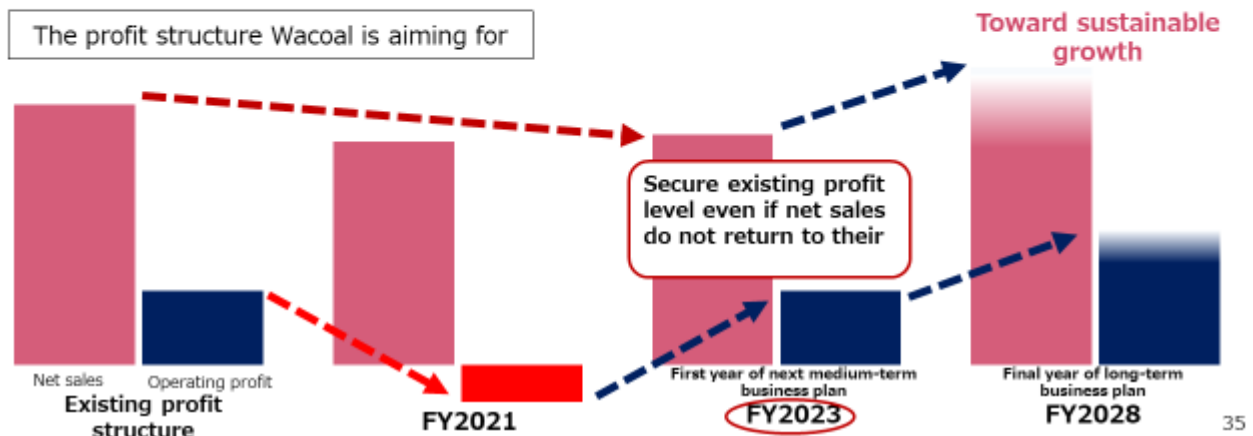 The profit structure Wacoal is aiming for
Toward sustainable
growth
Secure existing profit
level even if net sales
do not return to their
Net sales
Operating profit
Existing profit
structure
FY2021
First year of next medium-term
business plan
FY2023
Final year of long-term
business plan
FY2028
35